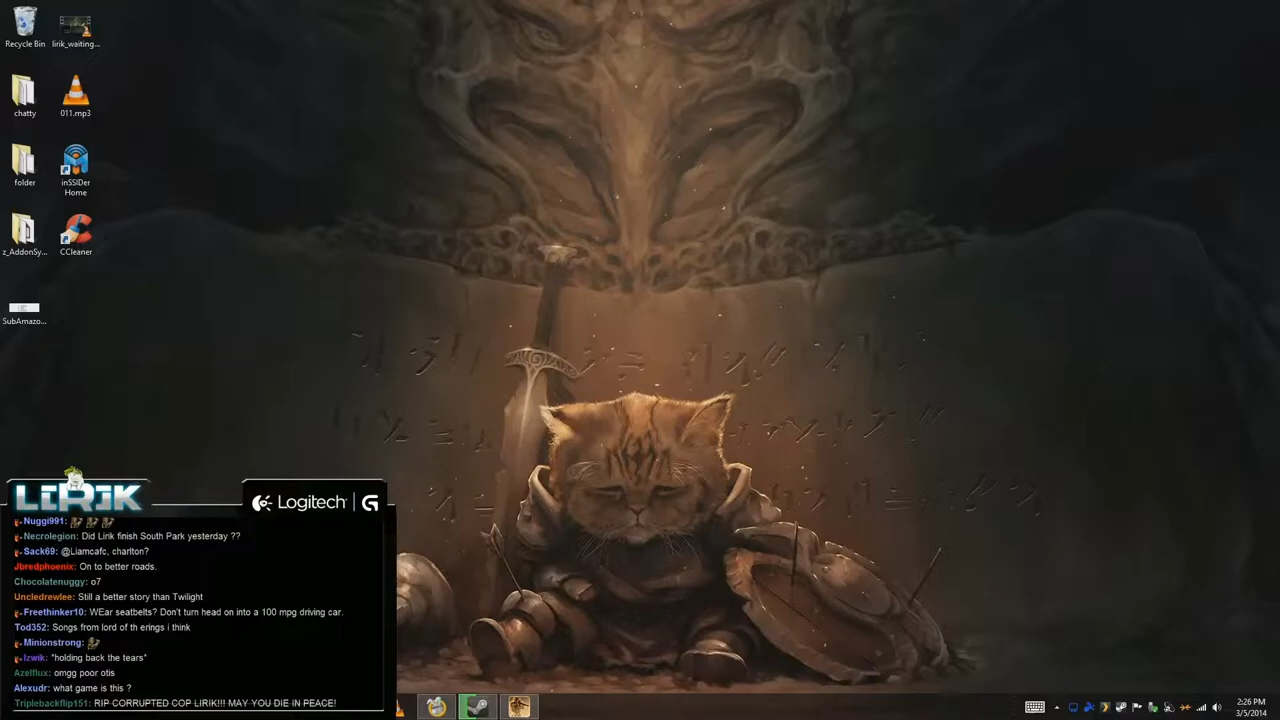 Recycle Bin
lirik_waiting...
chatty
011.mp3
folder
inSSIDer
Home
z_AddonSy...
CCleaner
SubAmazo...
LIRIK
Logitech | G
Nuggi991:
Necrolegion: Did Lirik finish South Park yesterday ??
Sack69: @Liamcafc, charlton?
Jbredphoenix: On to better roads.
Chocolatenuggy: o7
Uncledrewlee: Still a better story than Twilight
Freethinker10: WEar seatbelts? Don't turn head on into a 100 mpg driving car.
Tod352: Songs from lord of th erings i think
Minionstrong:
Izwik: *holding back the tears*
Azelflux: omgg poor otis
Alexudr: what game is this ?
Triplebackflip151: RIP CORRUPTED COP LIRIK!!! MAY YOU DIE IN PEACE!
2:26 PM
3/5/2014